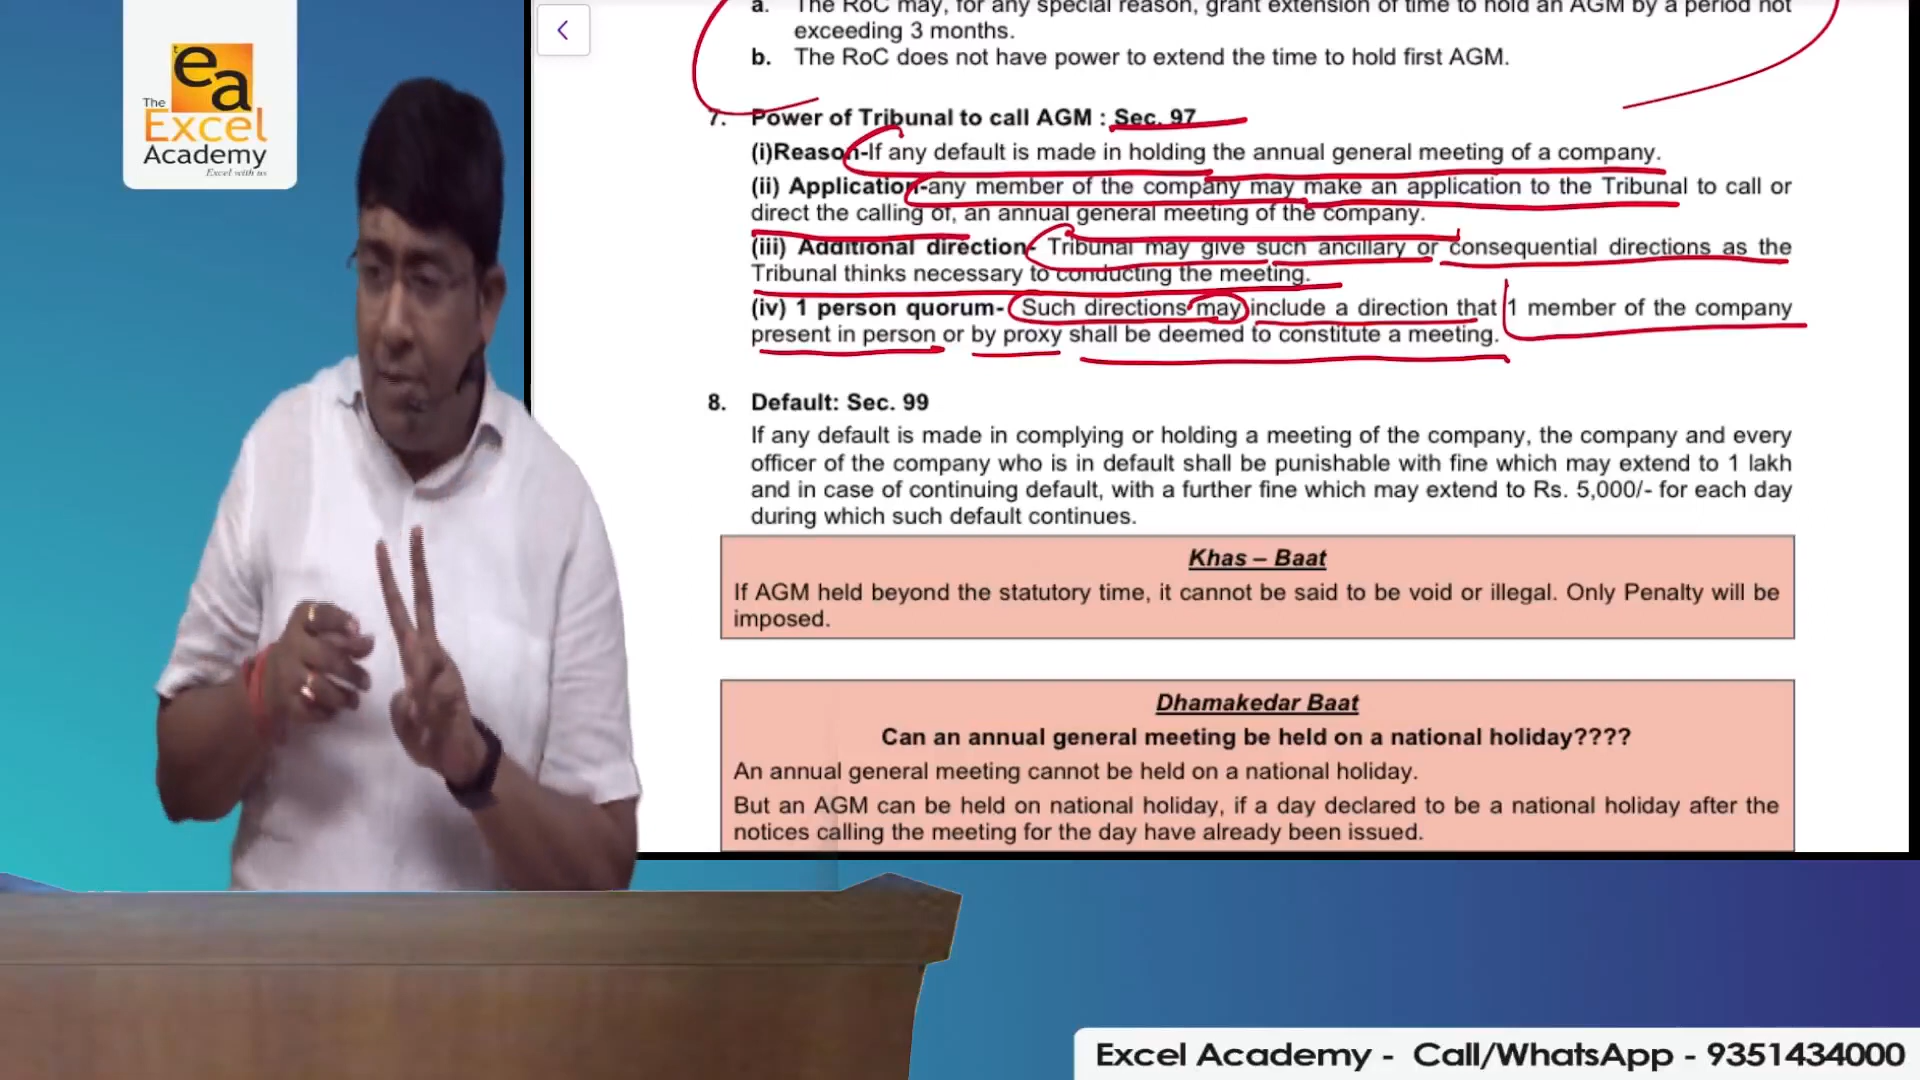 a. The RoC may, for any special reason, grant extension of time to hold an AGM by a period not
exceeding 3 months.
b. The RoC does not have power to extend the time to hold first AGM.
7. Power of Tribunal to call AGM : Sec. 97
(i)Reason-If any default is made in holding the annual general meeting of a company.
(ii) Application-any member of the company may make an application to the Tribunal to call or
direct the calling of, an annual general meeting of the company.
(iii) Additional direction- Tribunal may give such ancillary or consequential directions as the
Tribunal thinks necessary to conducting the meeting.
(iv) 1 person quorum- Such directions may include a direction that 1 member of the company
present in person or by proxy shall be deemed to constitute a meeting.
8. Default: Sec. 99
If any default is made in complying or holding a meeting of the company, the company and every
officer of the company who is in default shall be punishable with fine which may extend to 1 lakh
and in case of continuing default, with a further fine which may extend to Rs. 5,000/- for each day
during which such default continues.
Khas – Baat
If AGM held beyond the statutory time, it cannot be said to be void or illegal. Only Penalty will be
imposed.
Dhamakedar Baat
Can an annual general meeting be held on a national holiday????
An annual general meeting cannot be held on a national holiday.
But an AGM can be held on national holiday, if a day declared to be a national holiday after the
notices calling the meeting for the day have already been issued.
ea
The
Excel
Academy
Excel with us
Excel Academy - Call/WhatsApp - 9351434000